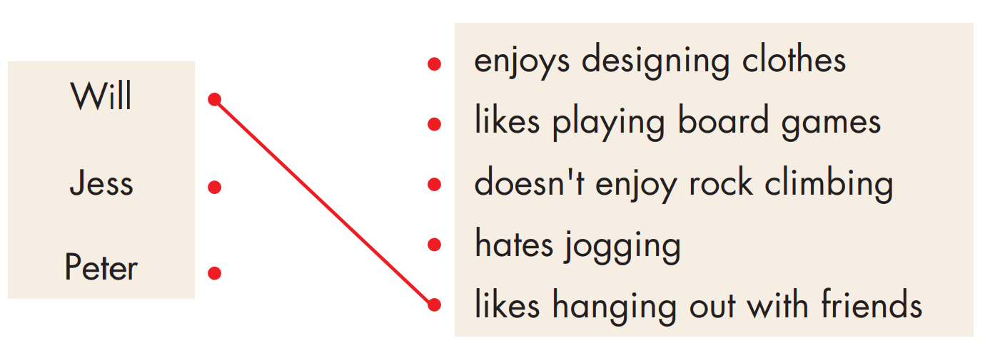 Will
Jess
Peter
enjoys designing clothes
likes playing board games
doesn't enjoy rock climbing
hates jogging
likes hanging out with friends